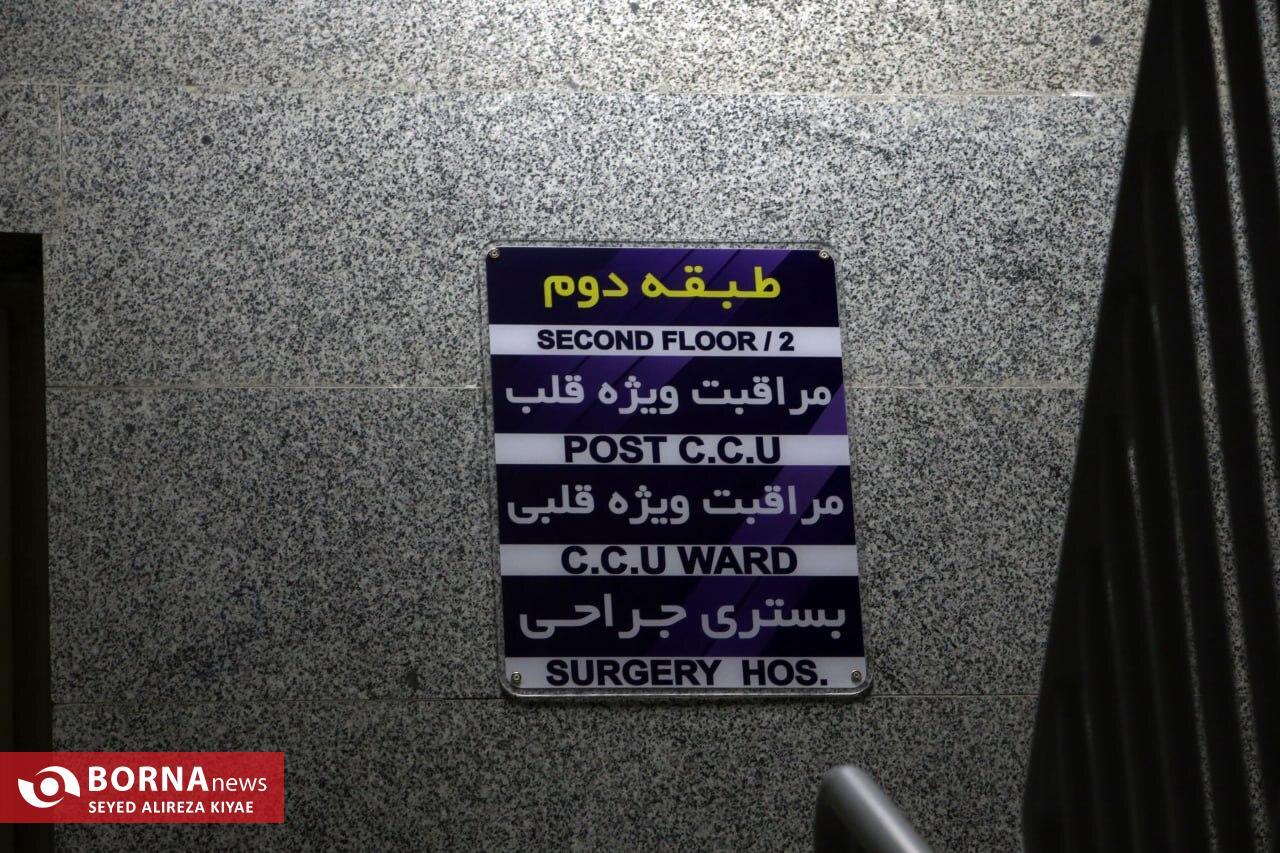 طبقه دوم
SECOND FLOOR / 2
مراقبت ویژه قلب
POST C.C.U
مراقبت ویژه قلبی
C.C.U WARD
بستری جراحی
SURGERY HOS.
BORNAnews
SEYED ALIREZA KIYAE